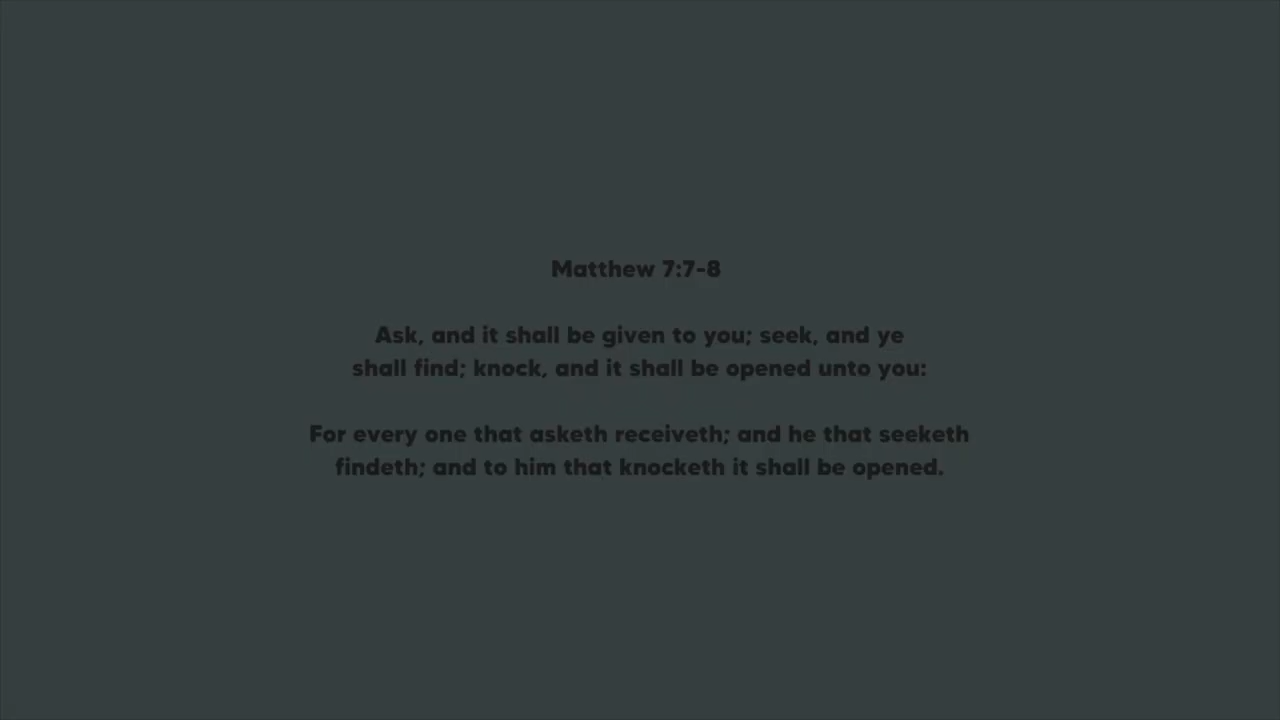 Matthew 7:7-8
Ask, and it shall be given to you; seek, and ye
shall find; knock, and it shall be opened unto you:
For every one that asketh receiveth; and he that seeketh
findeth; and to him that knocketh it shall be opened.